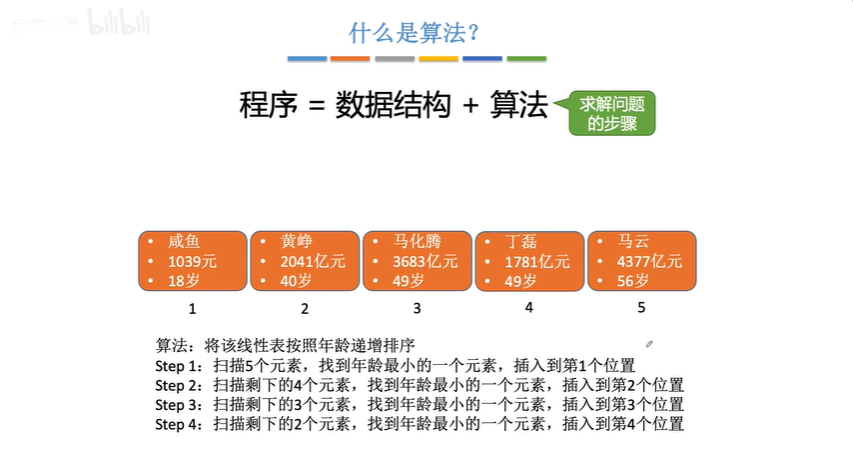 bilibili
什么是算法？
程序 = 数据结构 + 算法
求解问题
的步骤
• 咸鱼
• 1039元
• 18岁
1
• 黄峥
• 2041亿元
• 40岁
2
• 马化腾
• 3683亿元
• 49岁
3
• 丁磊
• 1781亿元
• 49岁
4
• 马云
• 4377亿元
• 56岁
5
算法：将该线性表按照年龄递增排序
Step 1：扫描5个元素，找到年龄最小的一个元素，插入到第1个位置
Step 2：扫描剩下的4个元素，找到年龄最小的一个元素，插入到第2个位置
Step 3：扫描剩下的3个元素，找到年龄最小的一个元素，插入到第3个位置
Step 4：扫描剩下的2个元素，找到年龄最小的一个元素，插入到第4个位置